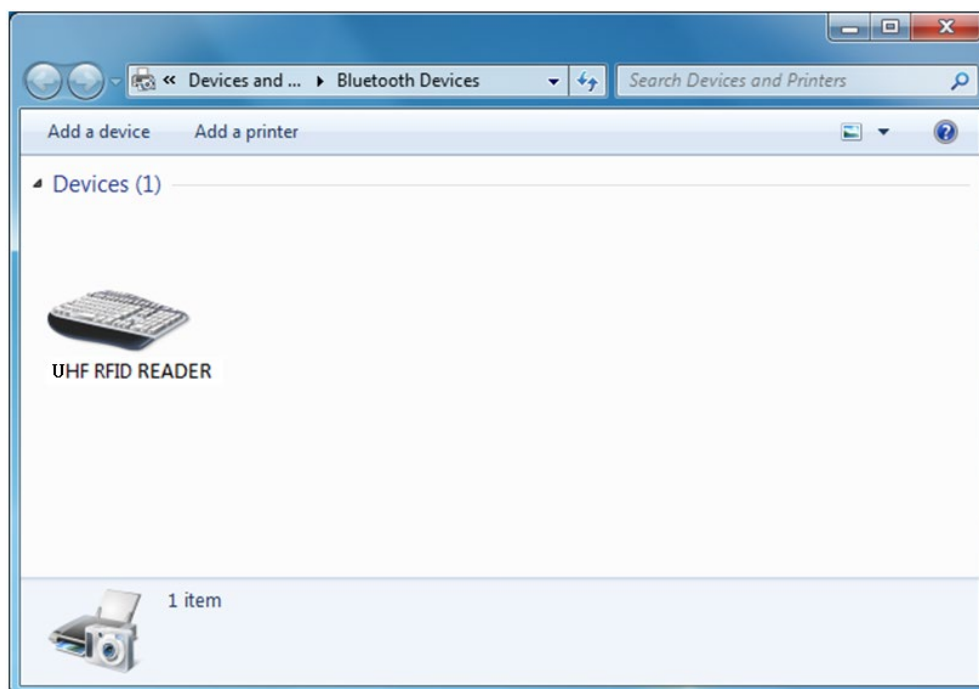 « Devices and ... Bluetooth Devices
Search Devices and Printers
Add a device Add a printer
Devices (1)
UHF RFID READER
1 item